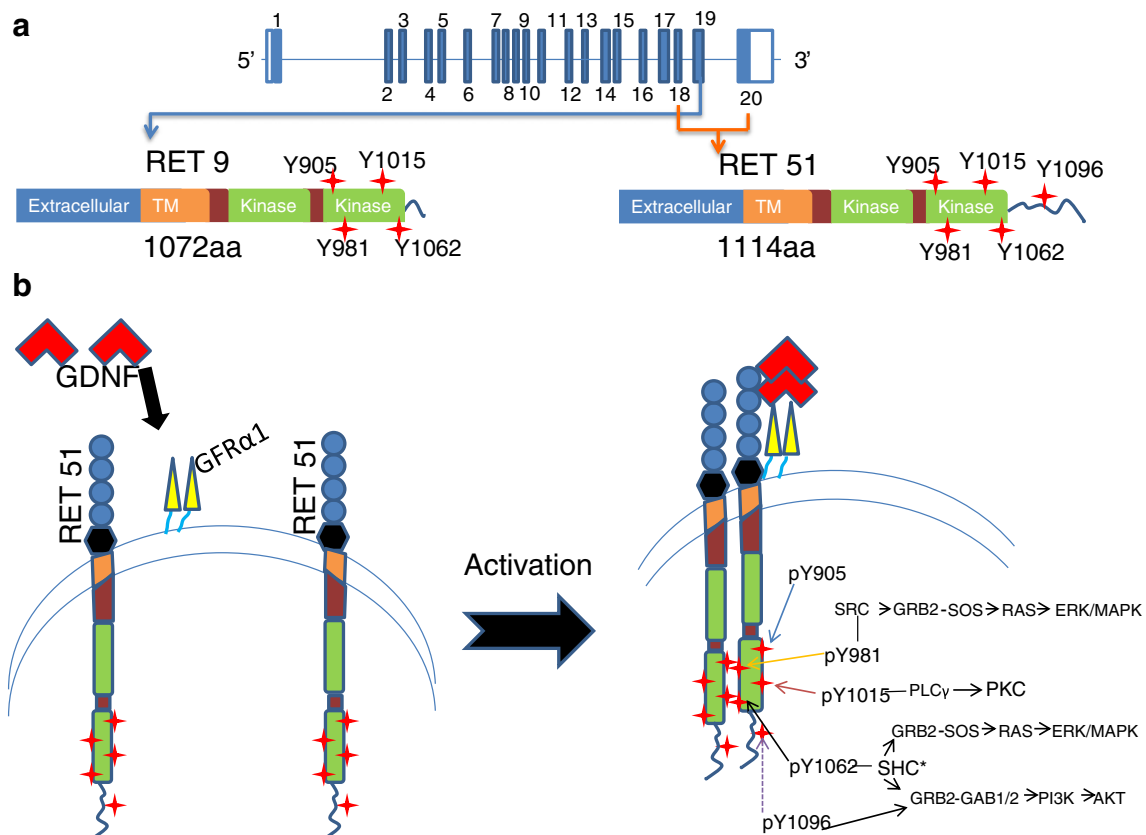 a
1 3 5 7 9 11 13 15 17 19
5’ 3’
2 4 6 8 10 12 14 16 18 20
RET 9
Y905 Y1015
Extracellular TM Kinase Kinase
1072aa
Y981 Y1062
RET 51
Y905 Y1015 Y1096
Extracellular TM Kinase Kinase
1114aa
Y981 Y1062
b
GDNF
GFRα1
RET 51
RET 51
Activation
pY905
SRC GRB2-SOS RAS ERK/MAPK
pY981
pY1015 PLCγ PKC
GRB2-SOS RAS ERK/MAPK
pY1062 SHC*
GRB2-GAB1/2 PI3K AKT
pY1096